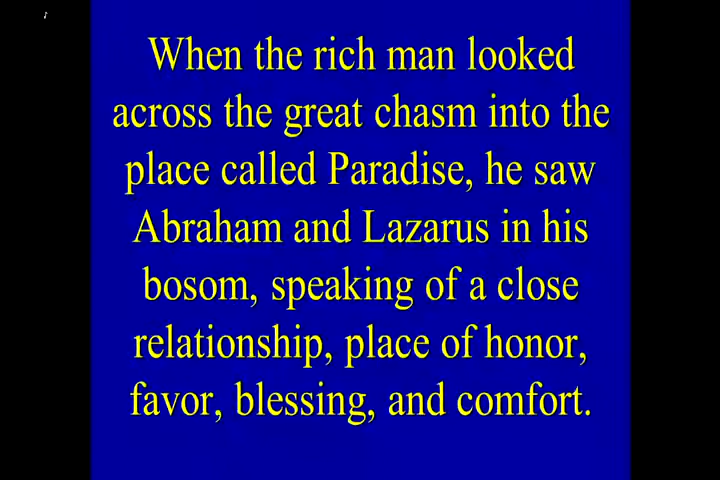 When the rich man looked
across the great chasm into the
place called Paradise, he saw
Abraham and Lazarus in his
bosom, speaking of a close
relationship, place of honor,
favor, blessing, and comfort.